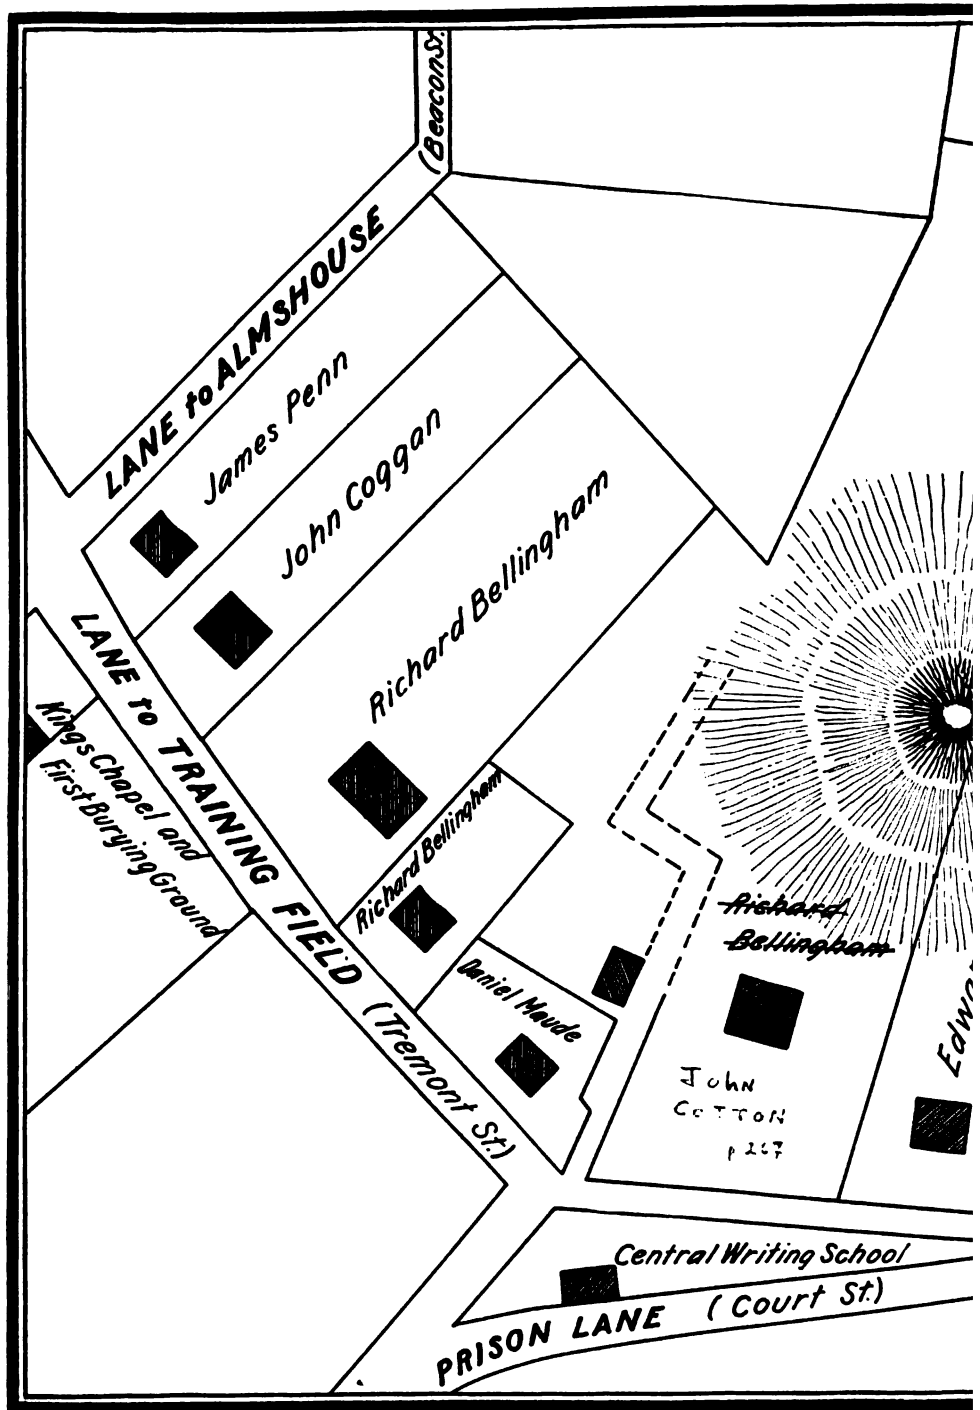 (Beacon St.
LANE to ALMSHOUSE
James Penn
John Coggan
Richard Bellingham
LANE to TRAINING FIELD (Tremont St.)
Kings Chapel and
First Burying Ground
Richard Bellingham
Daniel Maude
Richard
Bellingham
JOHN
COTTON
p 267
Edwa
Central Writing School
PRISON LANE (Court St.)